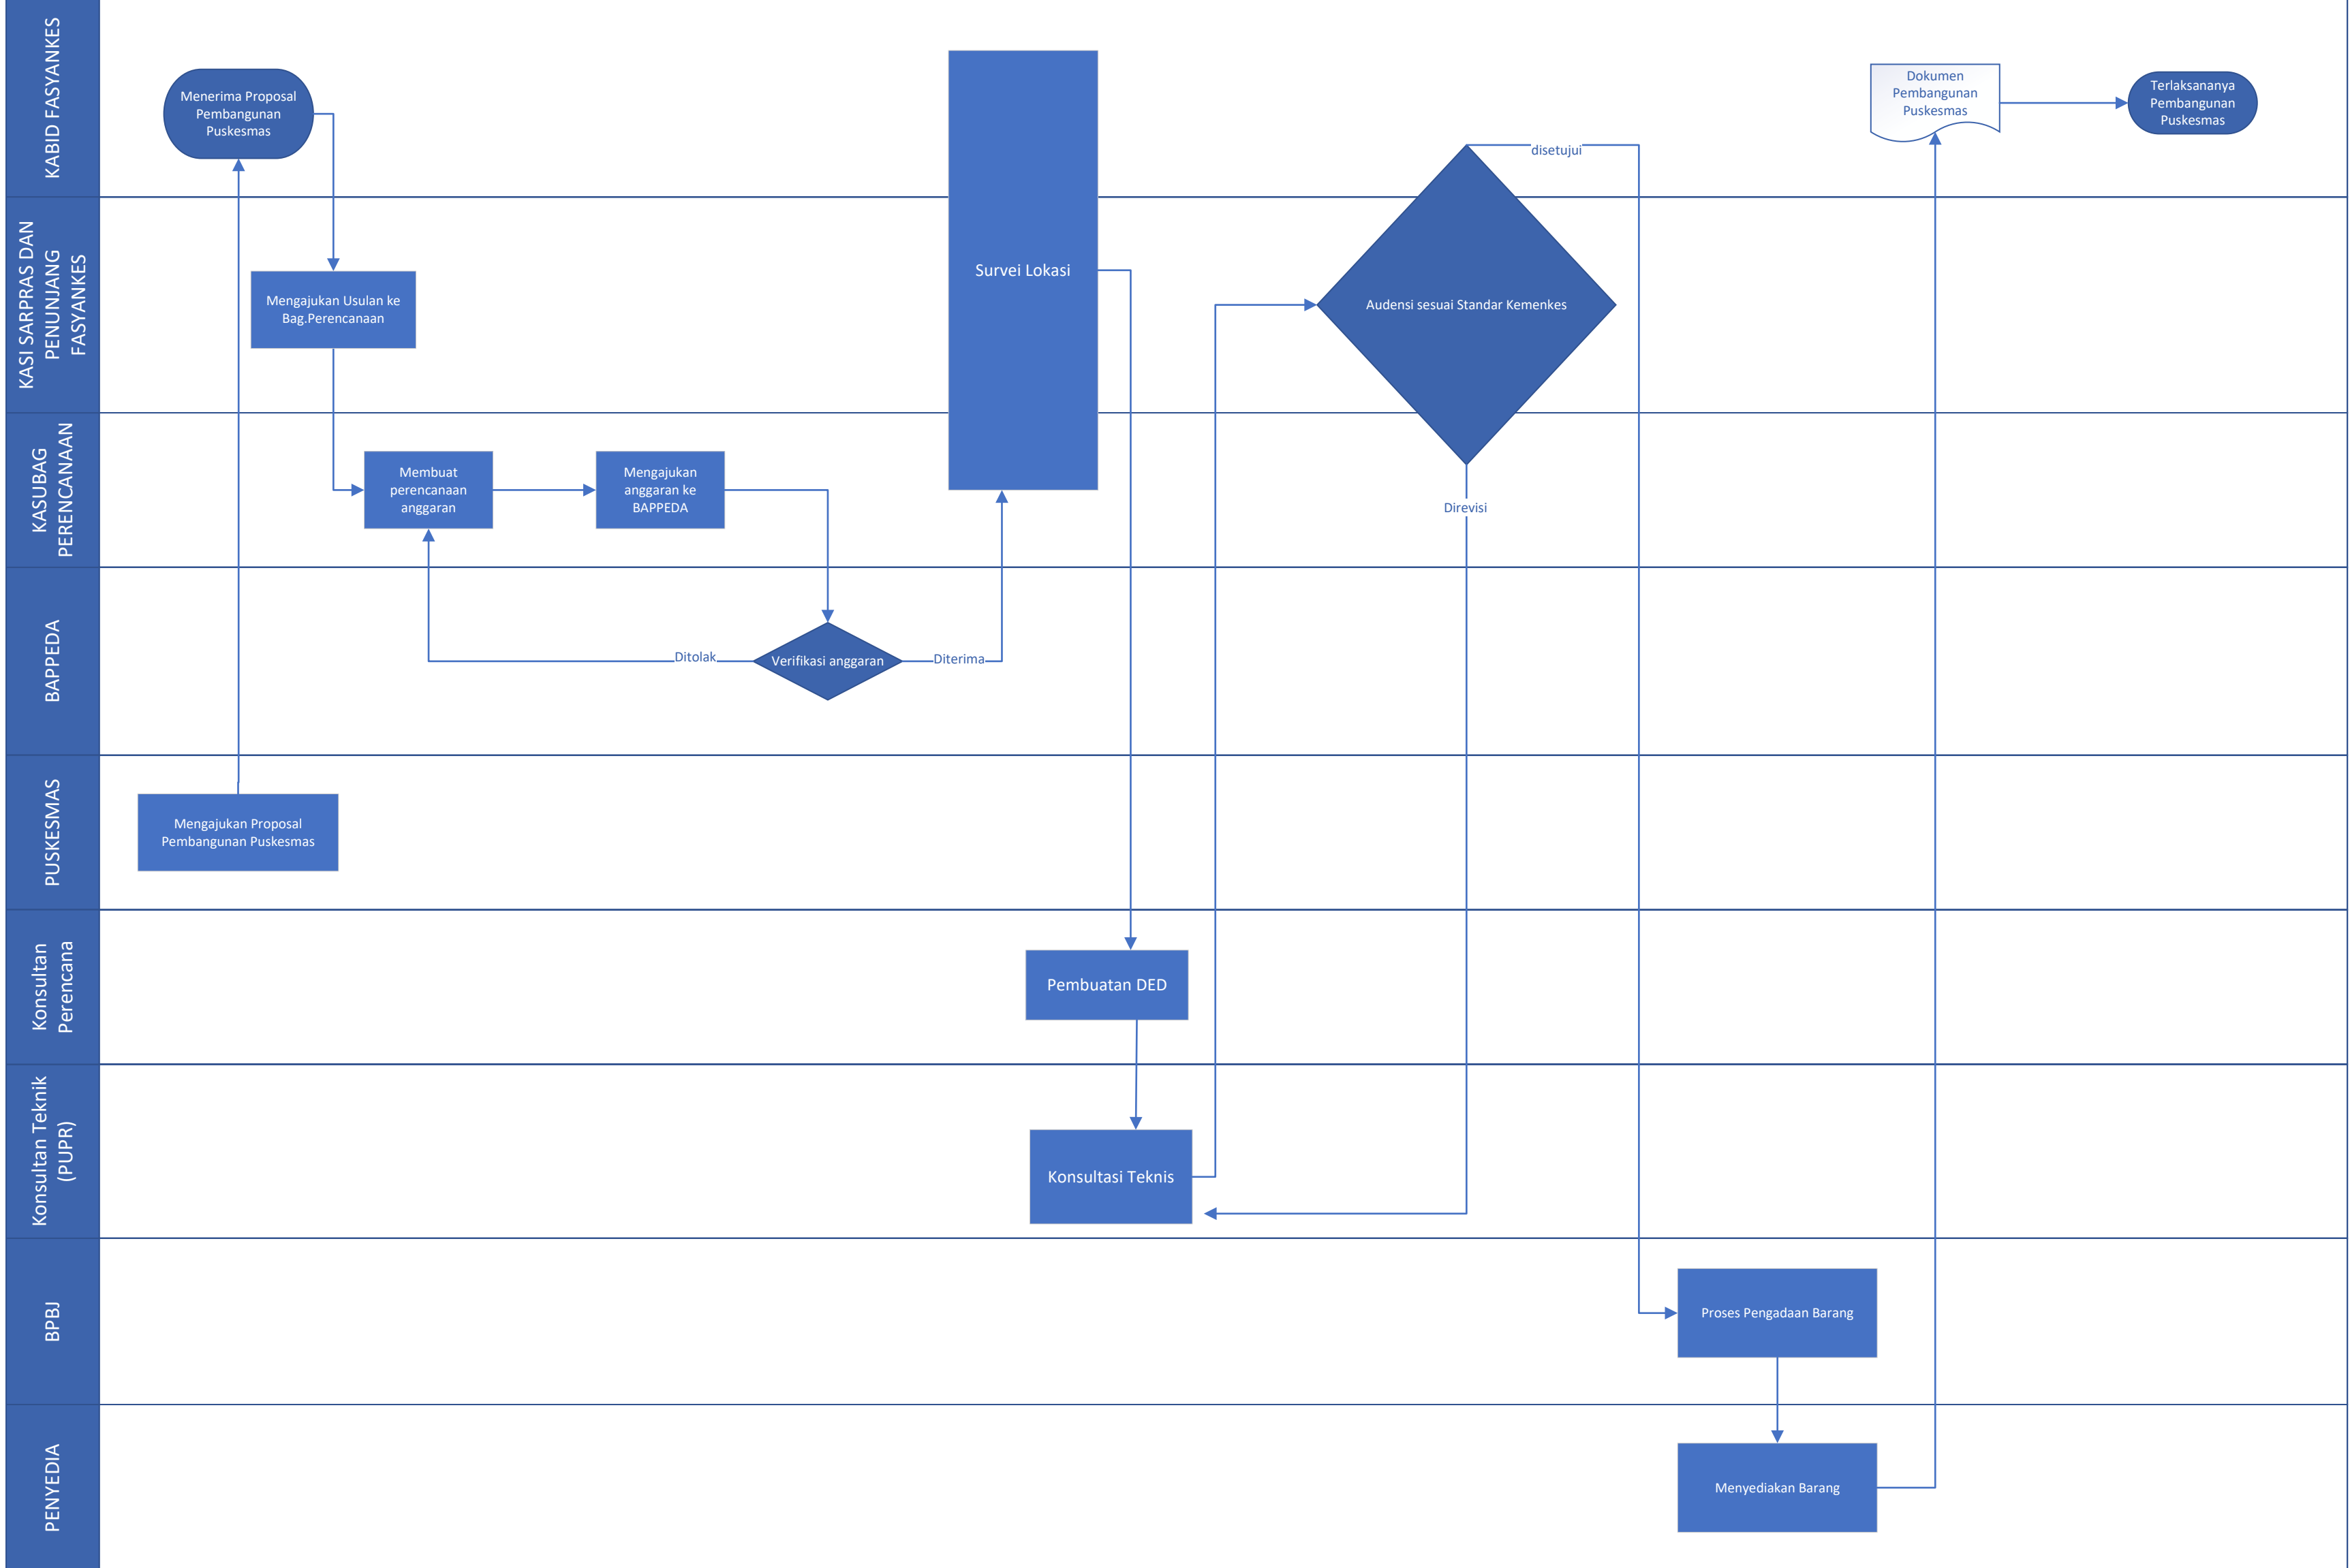 KABID FASYANKES
Menerima Proposal
Pembangunan
Puskesmas
disetujui
Dokumen
Pembangunan
Puskesmas
Terlaksananya
Pembangunan
Puskesmas
KASI SARPRAS DAN
PENUNJANG
FASYANKES
Mengajukan Usulan ke
Bag.Perencanaan
Survei Lokasi
Audensi sesuai Standar Kemenkes
KASUBAG
PERENCANAAN
Membuat
perencanaan
anggaran
Mengajukan
anggaran ke
BAPPEDA
Direvisi
BAPPEDA
Ditolak
Verifikasi anggaran
Diterima
PUSKESMAS
Mengajukan Proposal
Pembangunan Puskesmas
Konsultan
Perencana
Pembuatan DED
Konsultan Teknik
(PUPR)
Konsultasi Teknis
BPBJ
Proses Pengadaan Barang
PENYEDIA
Menyediakan Barang